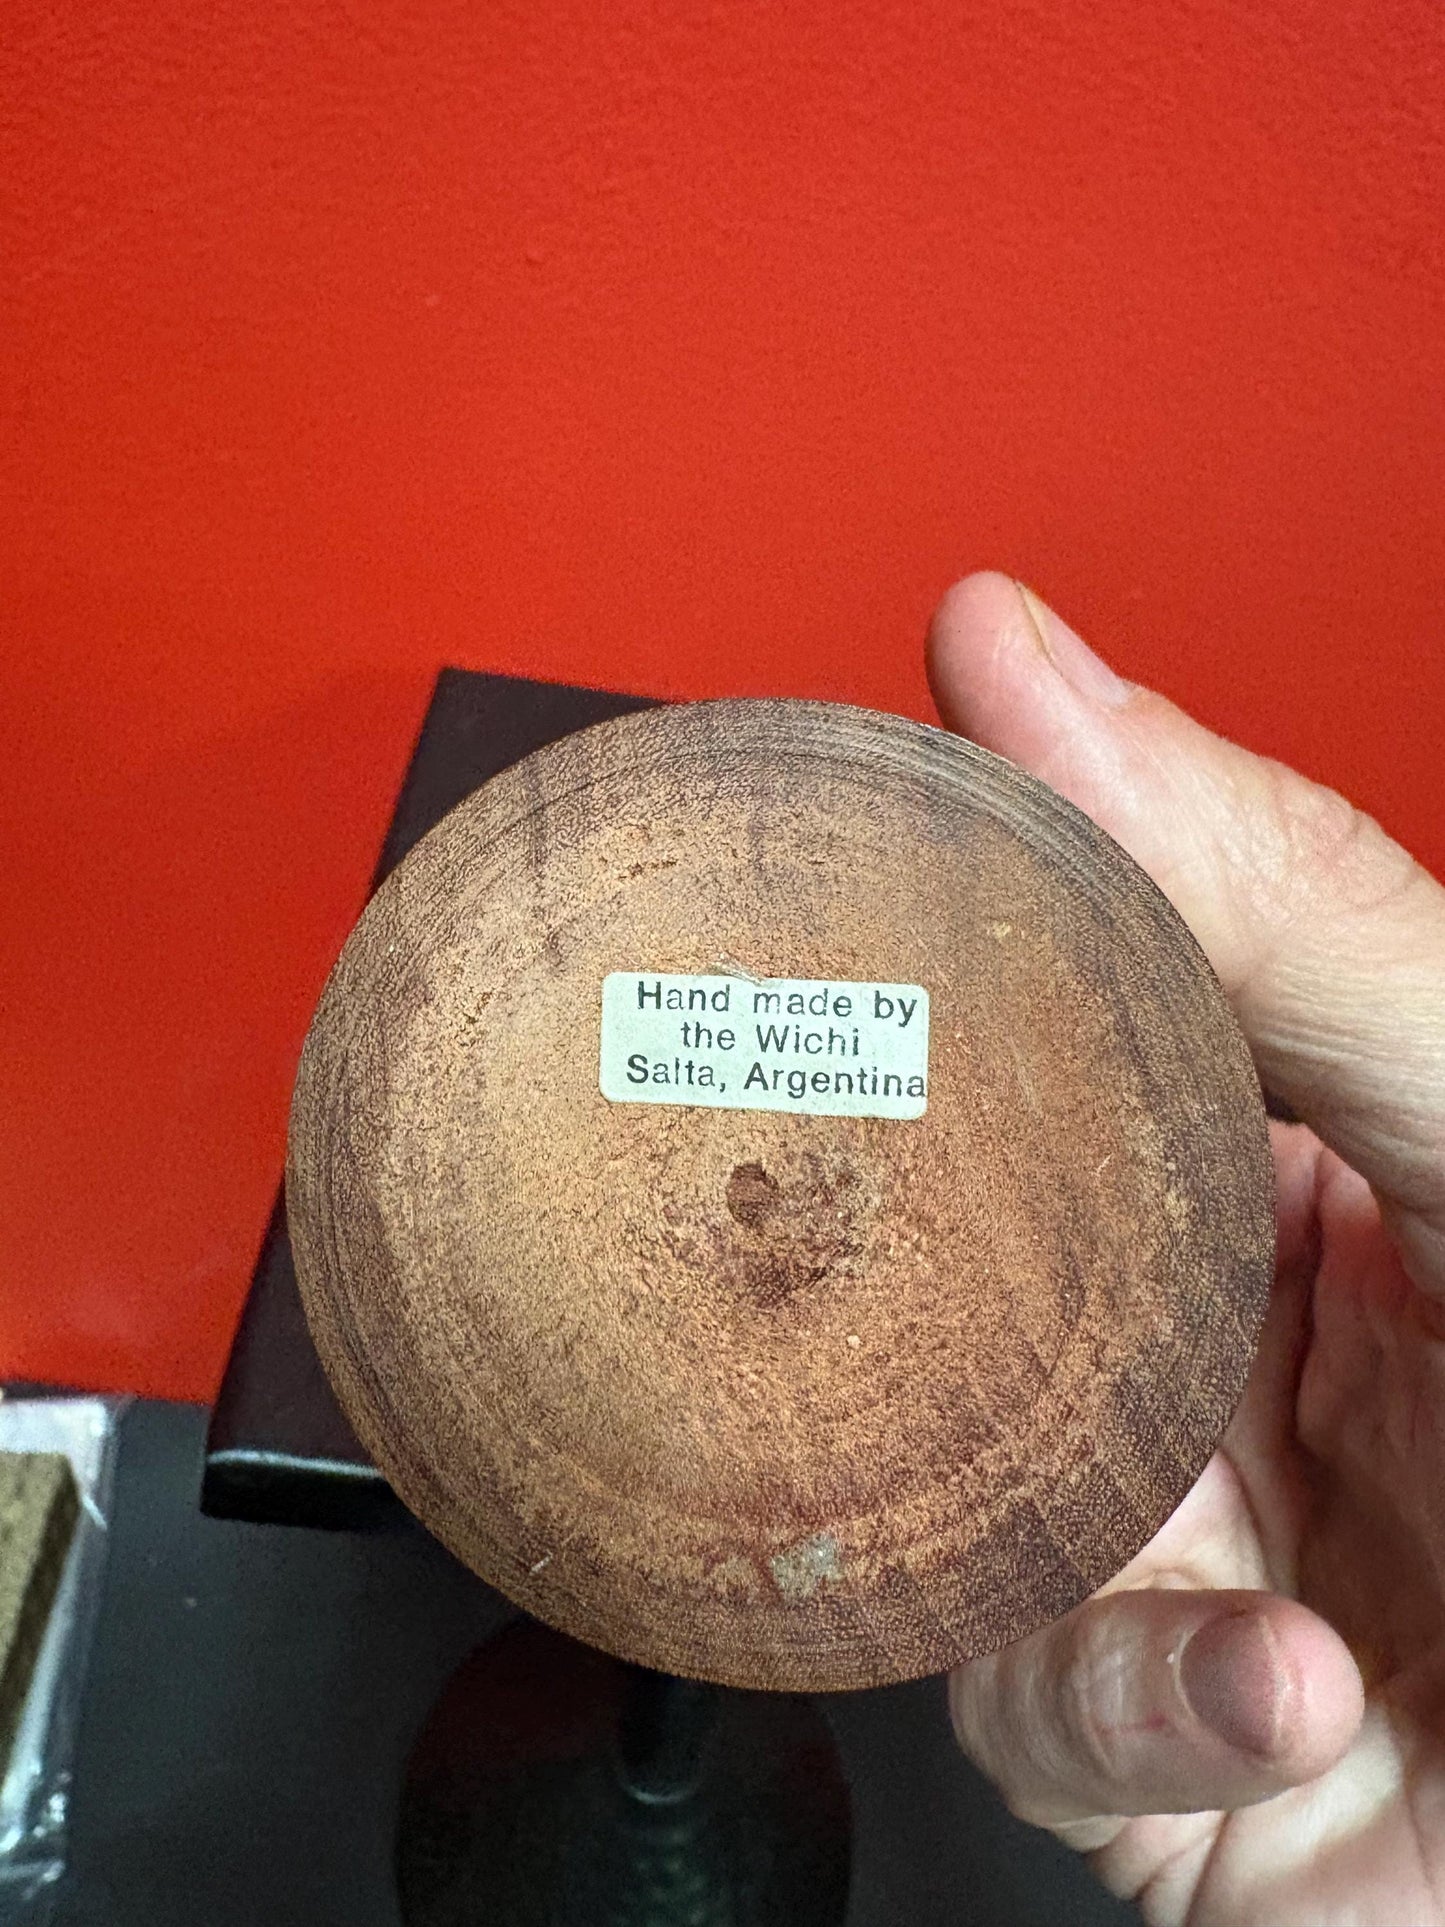 Hand made by
the Wichi
Salta, Argentina